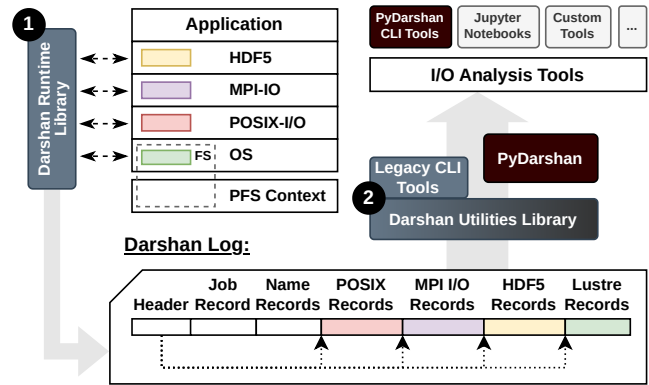 1
Darshan Runtime
Library
Application
HDF5
MPI-IO
POSIX-I/O
FS OS
PFS Context
PyDarshan
CLI Tools
Jupyter
Notebooks
Custom
Tools
...
I/O Analysis Tools
PyDarshan
Legacy CLI
Tools
2
Darshan Utilities Library
Darshan Log:
Header
Job
Record
Name
Records
POSIX
Records
MPI I/O
Records
HDF5
Records
Lustre
Records